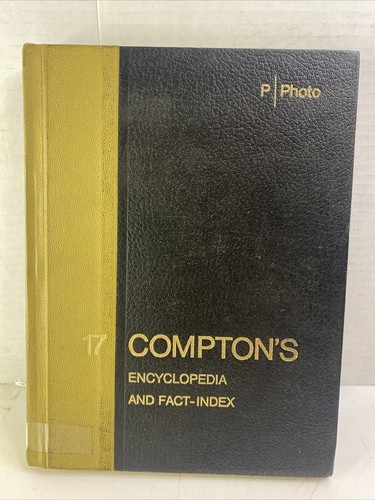 P | Photo
17 COMPTON'S
ENCYCLOPEDIA
AND FACT-INDEX